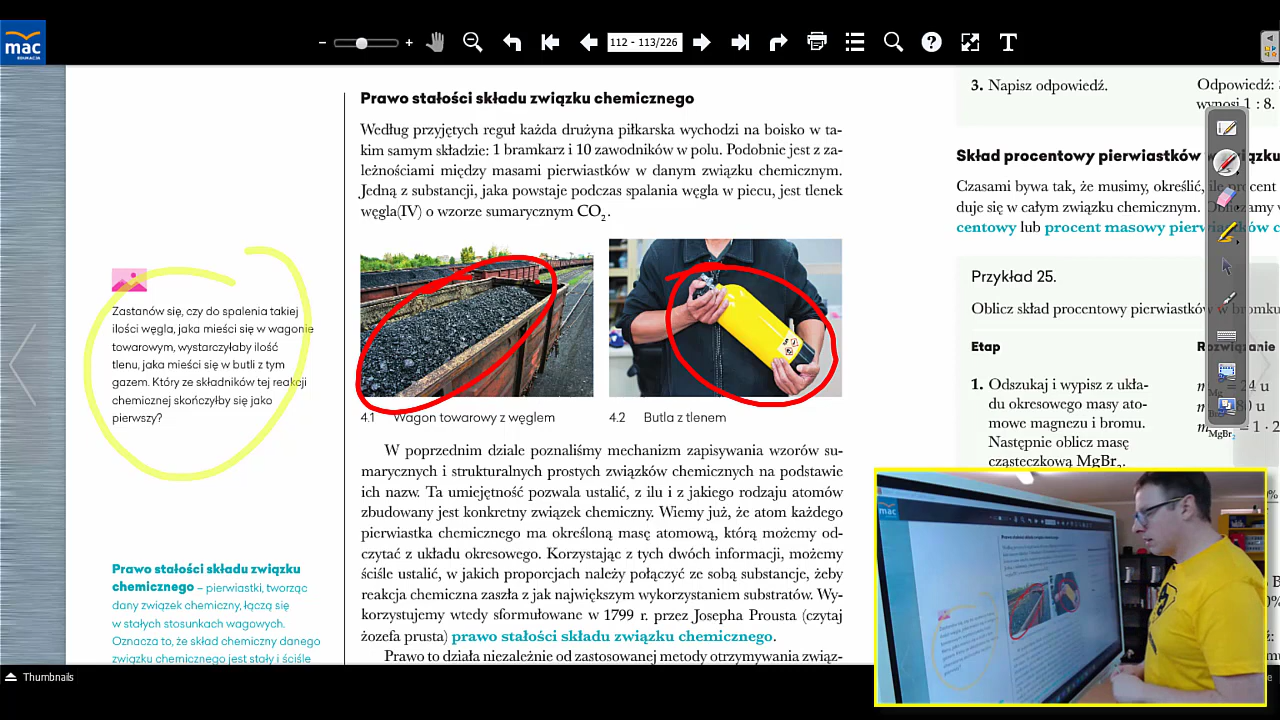 mac
EDUKACJA
112 - 113/226
Prawo stałości składu związku chemicznego
Według przyjętych reguł każda drużyna piłkarska wychodzi na boisko w ta-
kim samym składzie: 1 bramkarz i 10 zawodników w polu. Podobnie jest z za-
leżnościami między masami pierwiastków w danym związku chemicznym.
Jedną z substancji, jaka powstaje podczas spalania węgla w piecu, jest tlenek
węgla(IV) o wzorze sumarycznym CO₂.
Zastanów się, czy do spalenia takiej
ilości węgla, jaka mieści się w wagonie
towarowym, wystarczyłaby ilość
tlenu, jaka mieści się w butli z tym
gazem. Który ze składników tej reakcji
chemicznej skończyłby się jako
pierwszy?
4.1 Wagon towarowy z węglem
4.2 Butla z tlenem
W poprzednim dziale poznaliśmy mechanizm zapisywania wzorów su-
marycznych i strukturalnych prostych związków chemicznych na podstawie
ich nazw. Ta umiejętność pozwala ustalić, z ilu i z jakiego rodzaju atomów
zbudowany jest konkretny związek chemiczny. Wiemy już, że atom każdego
pierwiastka chemicznego ma określoną masę atomową, którą możemy od-
czytać z układu okresowego. Korzystając z tych dwóch informacji, możemy
ściśle ustalić, w jakich proporcjach należy połączyć ze sobą substancje, żeby
reakcja chemiczna zaszła z jak największym wykorzystaniem substratów. Wy-
korzystujemy wtedy sformułowane w 1799 r. przez Josepha Prousta (czytaj
żozefa prusta) prawo stałości składu związku chemicznego.
Prawo to działa niezależnie od zastosowanej metody otrzymywania związ-
Prawo stałości składu związku
chemicznego – pierwiastki, tworząc
dany związek chemiczny, łączą się
w stałych stosunkach wagowych.
Oznacza to, że skład chemiczny danego
związku chemicznego jest stały i ściśle
3. Napisz odpowiedź.
Odpowiedź:
wynosi 1 : 8.
Skład procentowy pierwiastków
Czasami bywa tak, że musimy, określić, ile procent
duje się w całym związku chemicznym. Obliczamy
centowy lub procent masowy pierwiastków
Przykład 25.
Oblicz skład procentowy pierwiastków w bromku
Etap
Rozwiązanie
1. Odszukaj i wypisz z ukła-
du okresowego masy ato-
mowe magnezu i bromu.
Następnie oblicz masę
cząsteczkową MgBr₂.
= 24 u
= 1 · 2
MgBr₂
Thumbnails